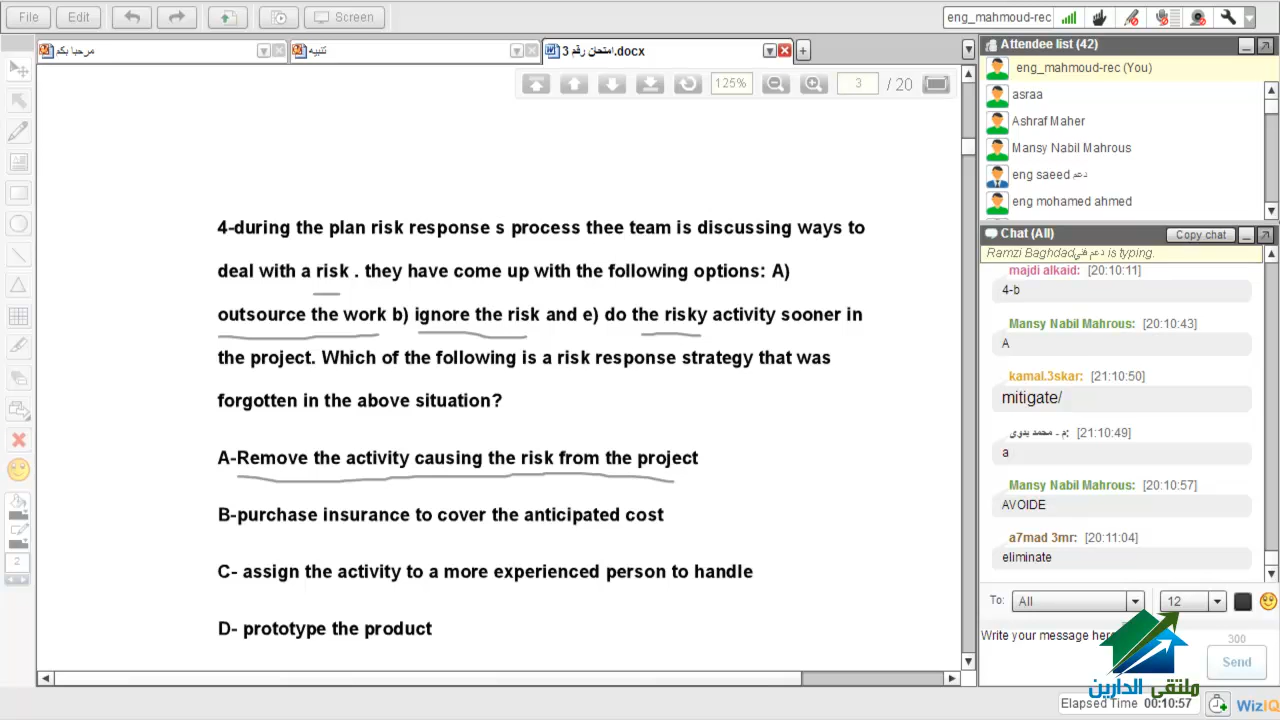 File
Edit
Screen
eng_mahmoud-rec
مرحبا بكم
تنبيه
امتحان رقم 3.docx
125%
3
/ 20
4-during the plan risk response s process thee team is discussing ways to
deal with a risk . they have come up with the following options: A)
outsource the work b) ignore the risk and e) do the risky activity sooner in
the project. Which of the following is a risk response strategy that was
forgotten in the above situation?
A-Remove the activity causing the risk from the project
B-purchase insurance to cover the anticipated cost
C- assign the activity to a more experienced person to handle
D- prototype the product
2
Attendee list (42)
eng_mahmoud-rec (You)
asraa
Ashraf Maher
Mansy Nabil Mahrous
eng saeed دعم
eng mohamed ahmed
Chat (All)
Copy chat
Ramzi Baghdadدعم فني is typing.
majdi alkaid: [20:10:11]
4-b
Mansy Nabil Mahrous: [20:10:43]
A
kamal.3skar: [21:10:50]
mitigate/
م - محمد بدوي: [21:10:49]
a
Mansy Nabil Mahrous: [20:10:57]
AVOIDE
a7mad 3mr: [20:11:04]
eliminate
To:
All
12
Write your message here
300
Send
ملتقى الدارين
Elapsed Time 00:10:57
WizIQ